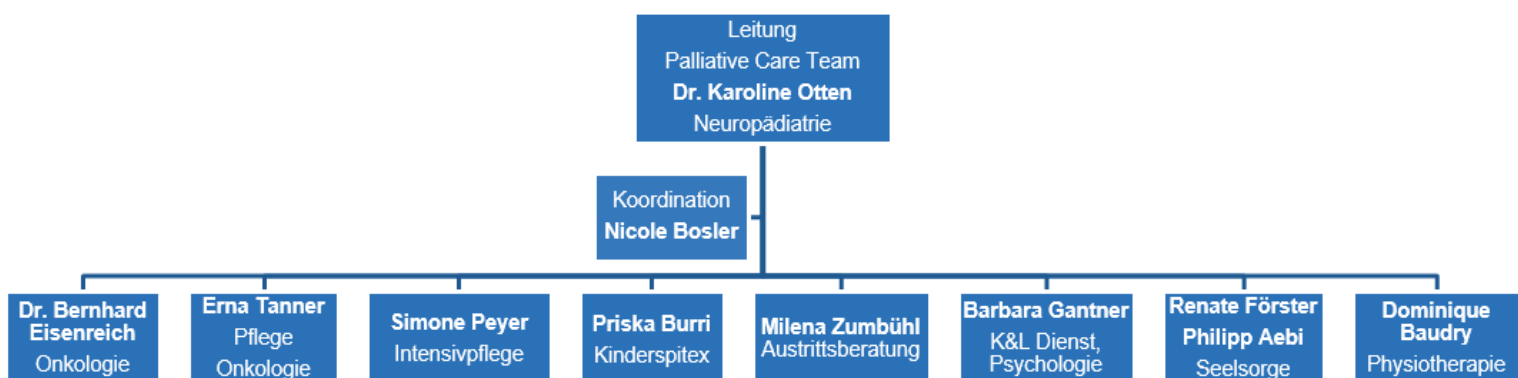 Leitung
Palliative Care Team
Dr. Karoline Otten
Neuropädiatrie
Koordination
Nicole Bosler
Dr. Bernhard
Eisenreich
Onkologie
Erna Tanner
Pflege
Onkologie
Simone Peyer
Intensivpflege
Priska Burri
Kinderspitex
Milena Zumbühl
Austrittsberatung
Barbara Gantner
K&L Dienst,
Psychologie
Renate Förster
Philipp Aebi
Seelsorge
Dominique
Baudry
Physiotherapie